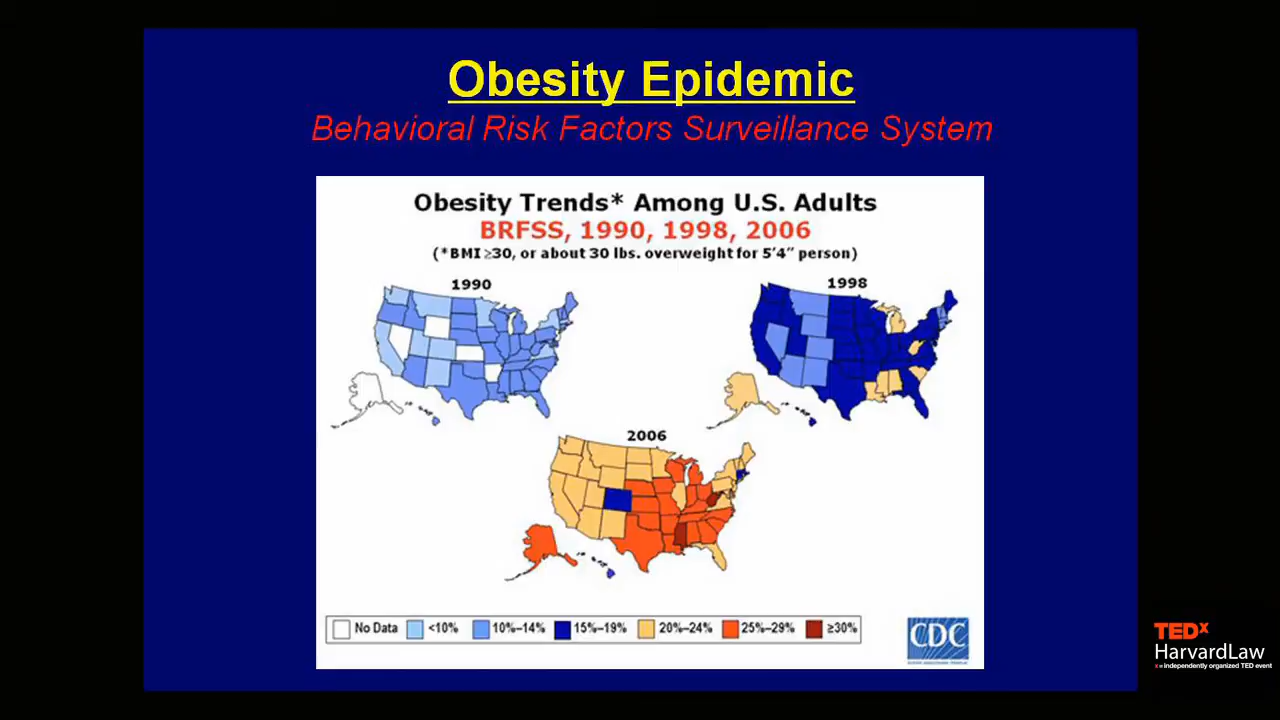 Obesity Epidemic
Behavioral Risk Factors Surveillance System
Obesity Trends* Among U.S. Adults
BRFSS, 1990, 1998, 2006
(*BMI ≥30, or about 30 lbs. overweight for 5'4" person)
1990
1998
2006
No Data <10% 10%–14% 15%–19% 20%–24% 25%–29% ≥30%
CDC
TEDx
HarvardLaw
x = independently organized TED event